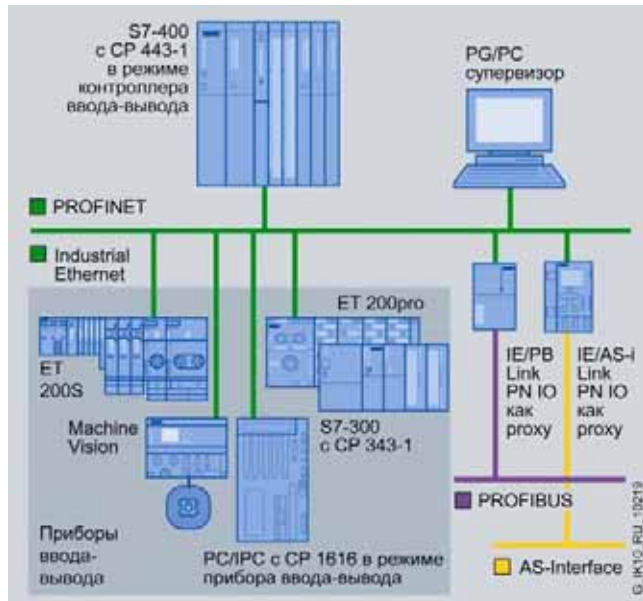 S7-400
с CP 443-1
в режиме
контроллера
ввода-вывода
PG/PC
супервизор
PROFINET
Industrial
Ethernet
ET 200pro
ET
200S
IE/PB
Link
PN IO
как
proxy
IE/AS-i
Link
PN IO
как
proxy
Machine
Vision
S7-300
с CP 343-1
PROFIBUS
Приборы
ввода-
вывода
PC/IPC с CP 1616 в режиме
прибора ввода-вывода
AS-Interface
G_IK10_RU_10219